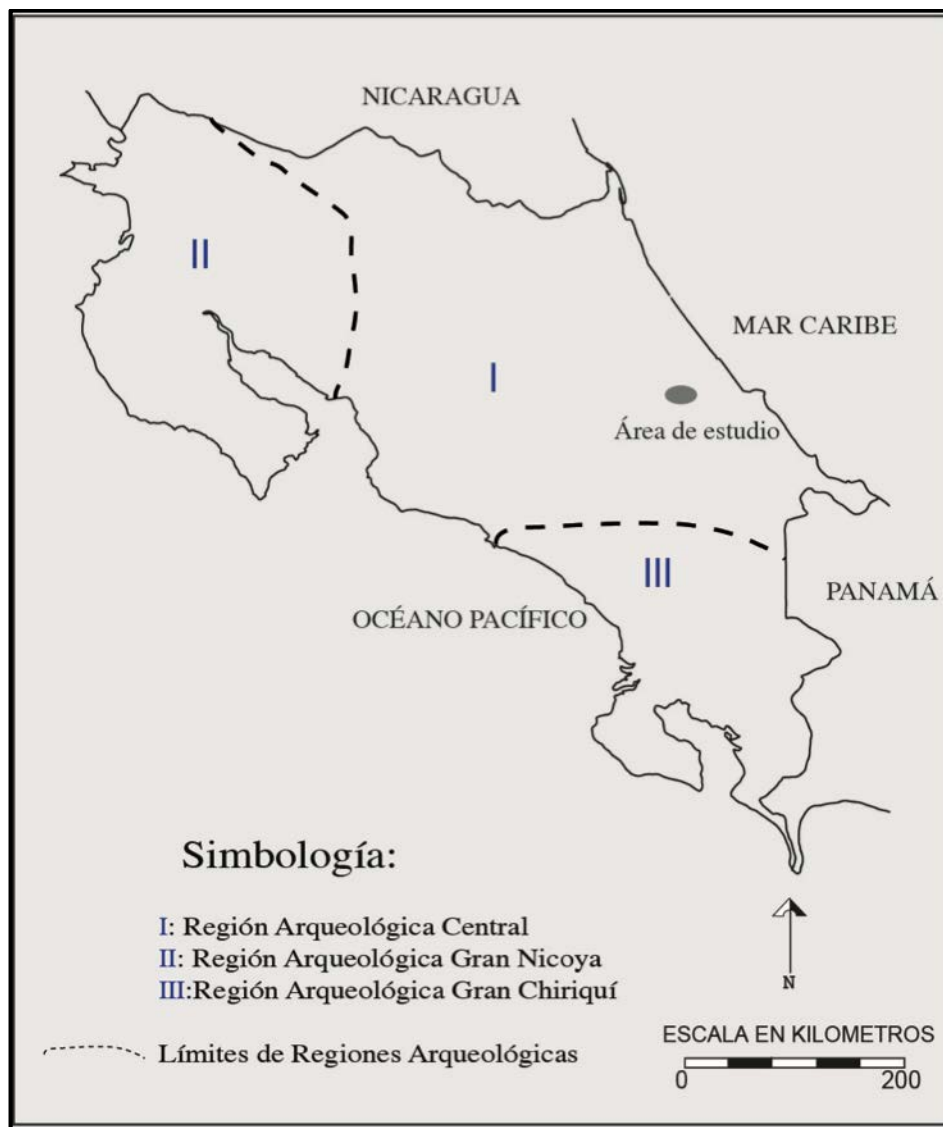 NICARAGUA
II
MAR CARIBE
I
Área de estudio
III
PANAMÁ
OCÉANO PACÍFICO
Simbología:
I: Región Arqueológica Central
II: Región Arqueológica Gran Nicoya
III:Región Arqueológica Gran Chiriquí
N
Límites de Regiones Arqueológicas
ESCALA EN KILOMETROS
0 200